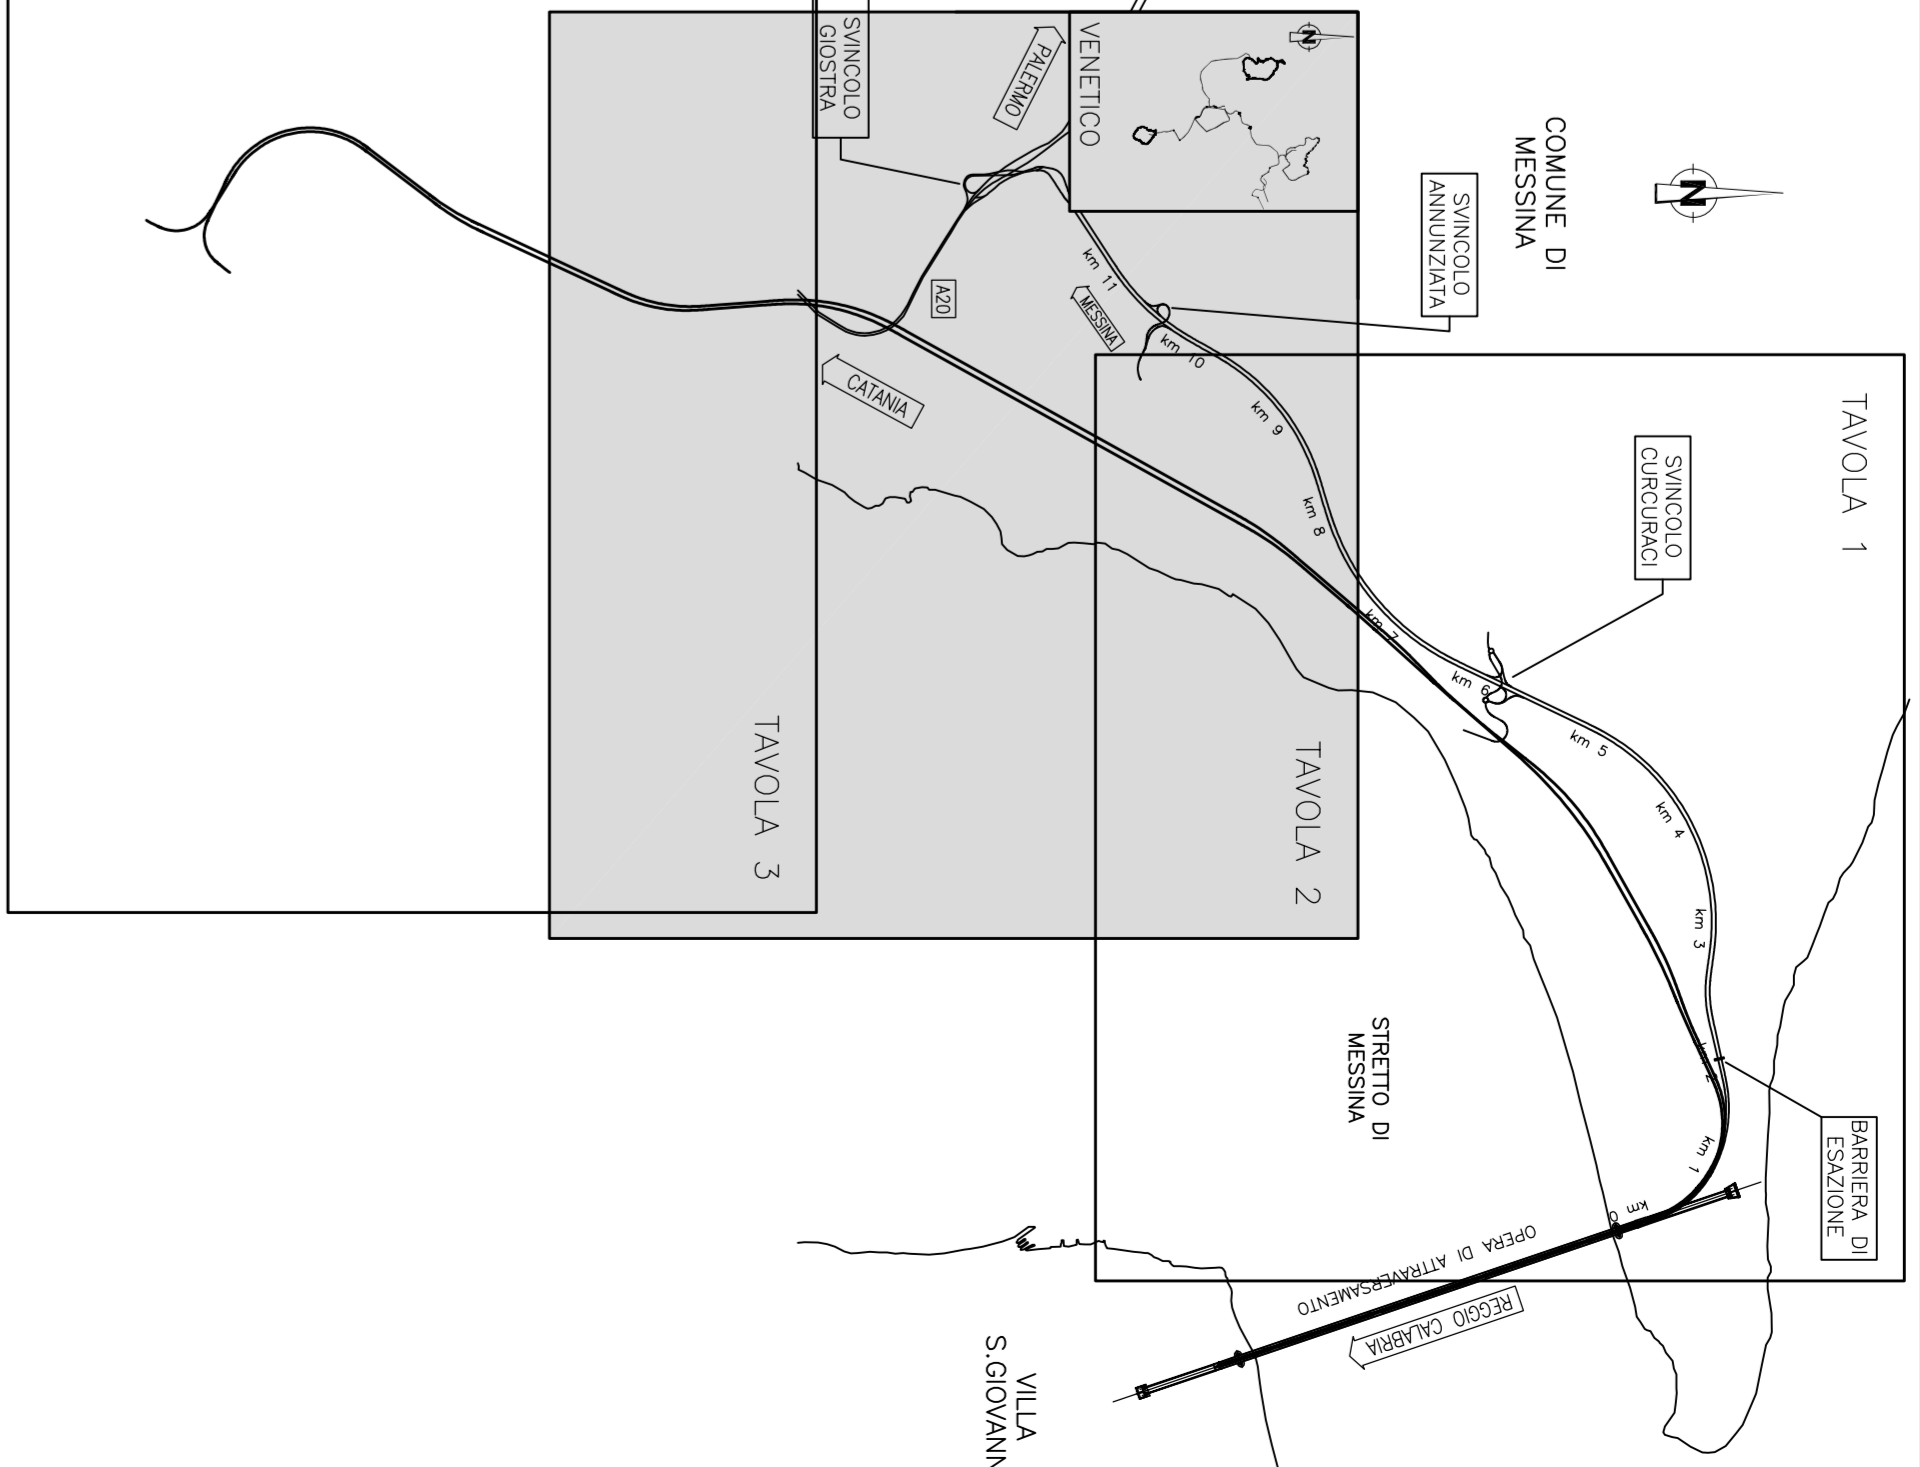 COMUNE DI
MESSINA
N
TAVOLA 1
SVINCOLO
CURCURACI
SVINCOLO
ANNUNZIATA
VENETICO
N
PALERMO
SVINCOLO
GIOSTRA
A20
MESSINA
CATANIA
km 11
km 10
km 9
km 8
km 7
km 6
km 5
km 4
km 3
km 2
km 1
km 0
TAVOLA 2
TAVOLA 3
STRETTO DI
MESSINA
BARRIERA DI
ESAZIONE
OPERA DI ATTRAVERSAMENTO
REGGIO CALABRIA
VILLA
S.GIOVANN